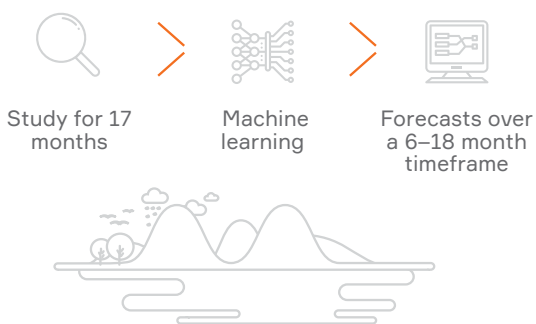 Study for 17
months
Machine
learning
Forecasts over
a 6–18 month
timeframe